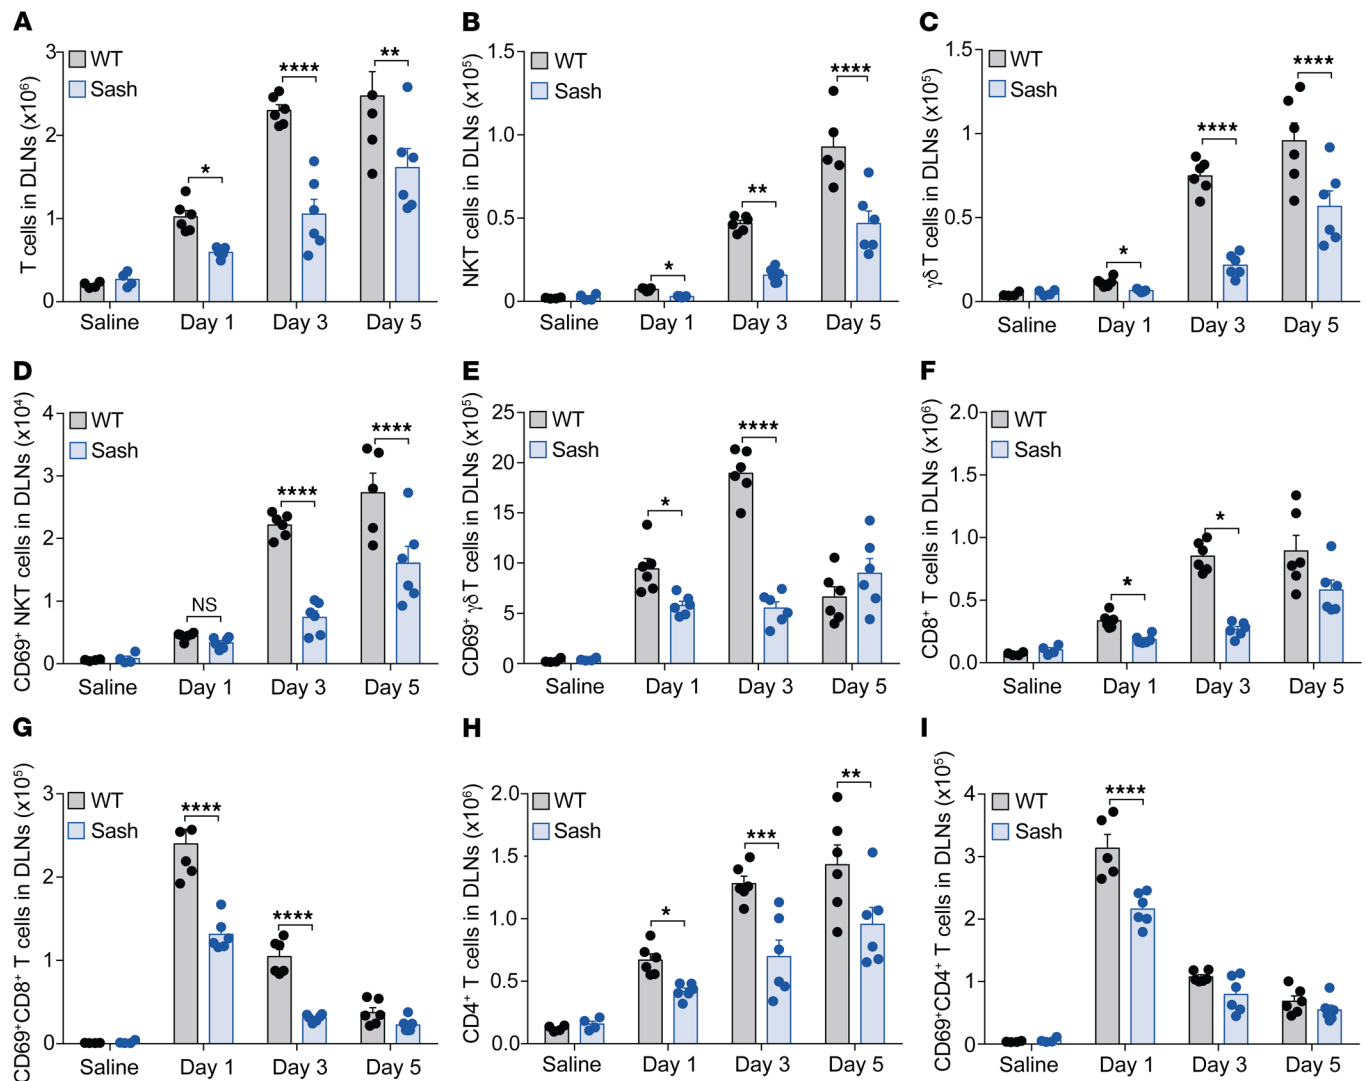 A
T cells in DLNs (x10⁶)
3
2
1
0
WT
Sash
*
****
**
Saline
Day 1
Day 3
Day 5
B
NKT cells in DLNs (x10⁵)
1.5
1.0
0.5
0
WT
Sash
*
**
****
Saline
Day 1
Day 3
Day 5
C
γδ T cells in DLNs (x10⁵)
1.5
1
0.5
0
WT
Sash
*
****
****
Saline
Day 1
Day 3
Day 5
D
CD69⁺ NKT cells in DLNs (x10⁴)
4
3
2
1
0
WT
Sash
NS
****
****
Saline
Day 1
Day 3
Day 5
E
CD69⁺ γδ T cells in DLNs (x10⁵)
25
20
15
10
5
0
WT
Sash
*
****
Saline
Day 1
Day 3
Day 5
F
CD8⁺ T cells in DLNs (x10⁶)
2.0
1.5
1.0
0.5
0.0
WT
Sash
*
*
Saline
Day 1
Day 3
Day 5
G
CD69⁺CD8⁺ T cells in DLNs (x10⁵)
3
2
1
0
WT
Sash
****
****
Saline
Day 1
Day 3
Day 5
H
CD4⁺ T cells in DLNs (x10⁶)
2.0
1.5
1.0
0.5
0.0
WT
Sash
*
***
**
Saline
Day 1
Day 3
Day 5
I
CD69⁺CD4⁺ T cells in DLNs (x10⁵)
4
3
2
1
0
WT
Sash
****
Saline
Day 1
Day 3
Day 5